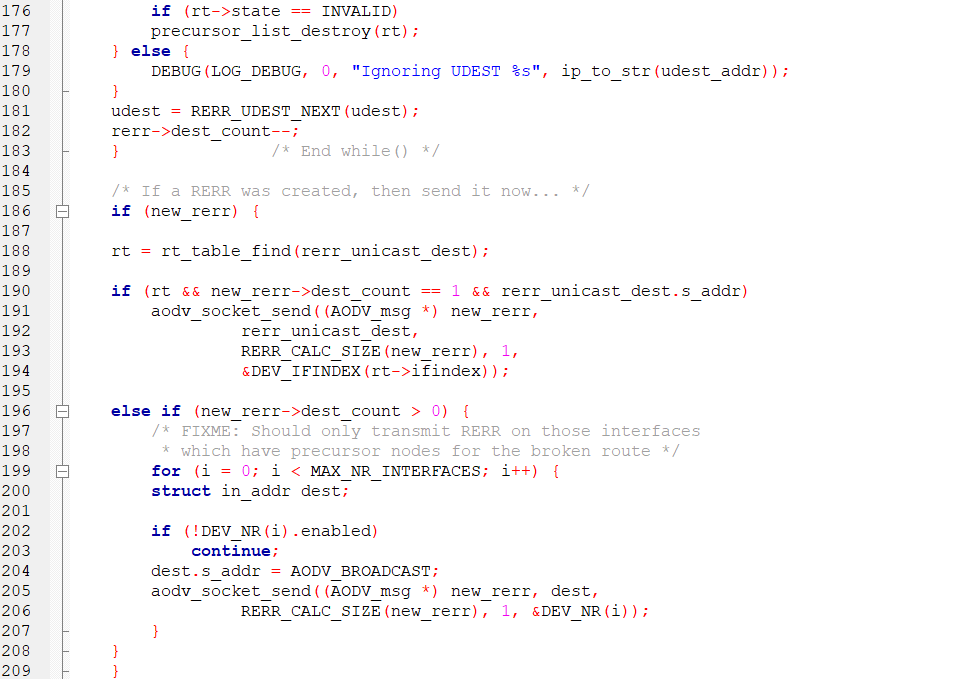 176 if (rt->state == INVALID)
177 precursor_list_destroy(rt);
178 } else {
179 DEBUG(LOG_DEBUG, 0, "Ignoring UDEST %s", ip_to_str(udest_addr));
180 }
181 udest = RERR_UDEST_NEXT(udest);
182 rerr->dest_count--;
183 } /* End while() */
184
185 /* If a RERR was created, then send it now... */
186 if (new_rerr) {
187
188 rt = rt_table_find(rerr_unicast_dest);
189
190 if (rt && new_rerr->dest_count == 1 && rerr_unicast_dest.s_addr)
191 aodv_socket_send((AODV_msg *) new_rerr,
192 rerr_unicast_dest,
193 RERR_CALC_SIZE(new_rerr), 1,
194 &DEV_IFINDEX(rt->ifindex));
195
196 else if (new_rerr->dest_count > 0) {
197 /* FIXME: Should only transmit RERR on those interfaces
198 * which have precursor nodes for the broken route */
199 for (i = 0; i < MAX_NR_INTERFACES; i++) {
200 struct in_addr dest;
201
202 if (!DEV_NR(i).enabled)
203 continue;
204 dest.s_addr = AODV_BROADCAST;
205 aodv_socket_send((AODV_msg *) new_rerr, dest,
206 RERR_CALC_SIZE(new_rerr), 1, &DEV_NR(i));
207 }
208 }
209 }